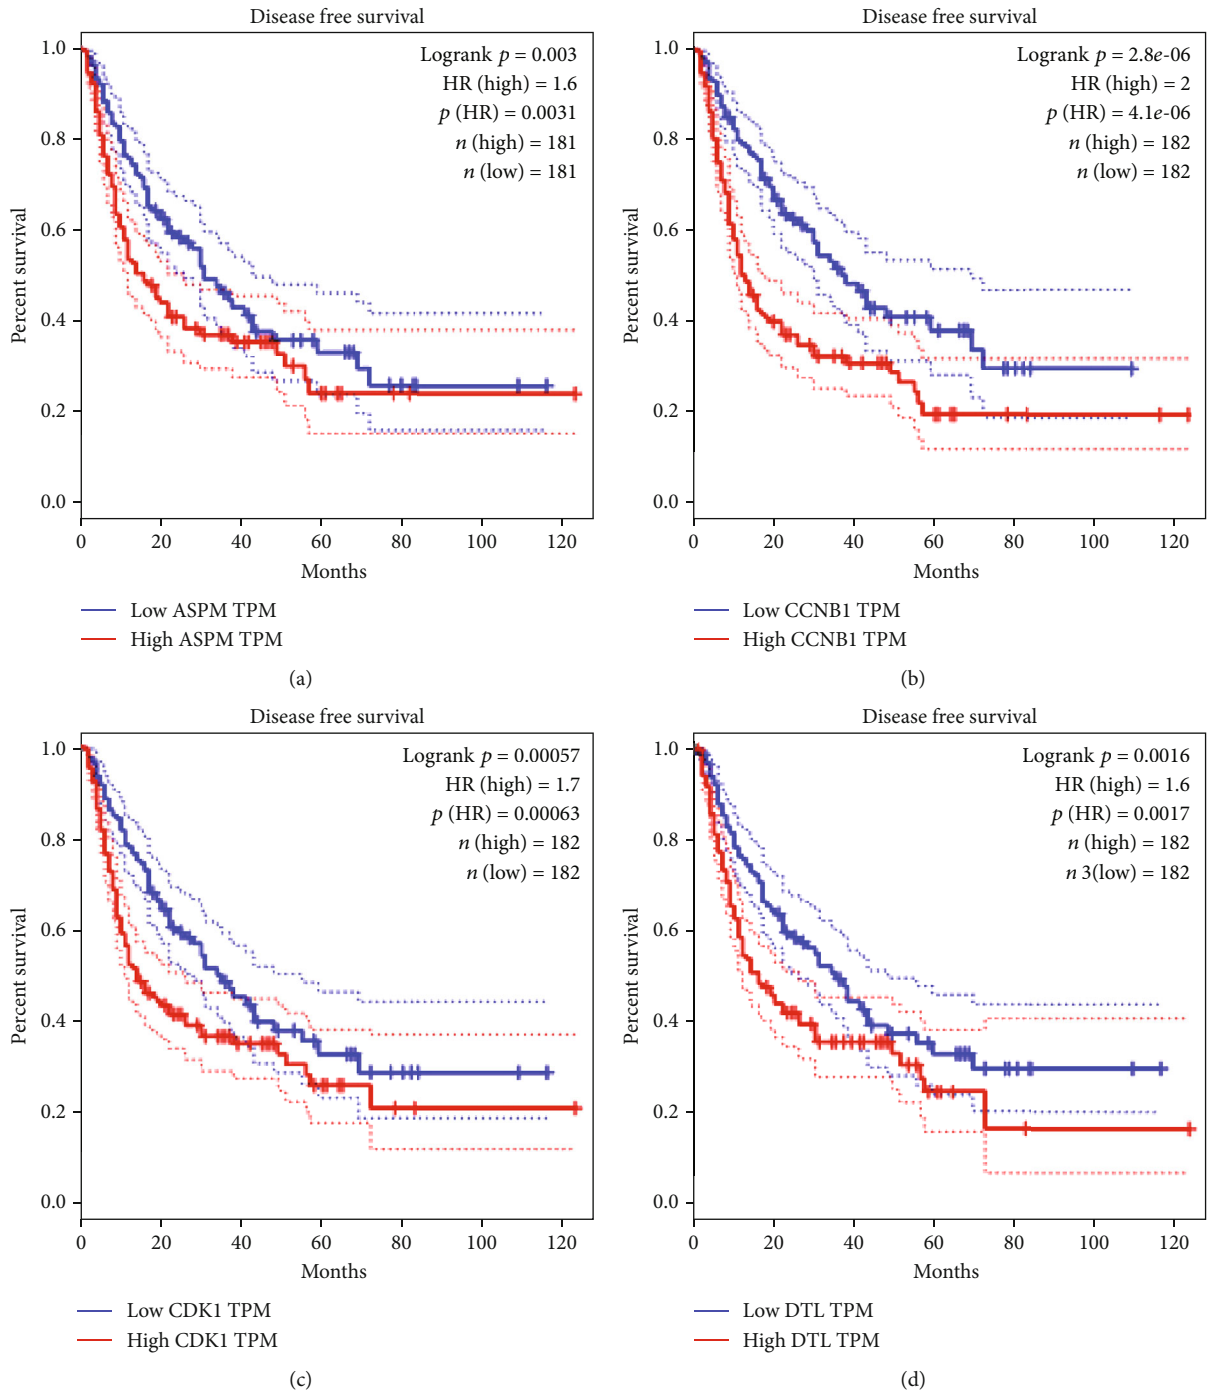 Disease free survival
Percent survival
1.0
0.8
0.6
0.4
0.2
0.0
Logrank p = 0.003
HR (high) = 1.6
p (HR) = 0.0031
n (high) = 181
n (low) = 181
0 20 40 60 80 100 120
Months
Low ASPM TPM
High ASPM TPM
(a)
Disease free survival
Percent survival
1.0
0.8
0.6
0.4
0.2
0.0
Logrank p = 2.8e-06
HR (high) = 2
p (HR) = 4.1e-06
n (high) = 182
n (low) = 182
0 20 40 60 80 100 120
Months
Low CCNB1 TPM
High CCNB1 TPM
(b)
Disease free survival
Percent survival
1.0
0.8
0.6
0.4
0.2
0.0
Logrank p = 0.00057
HR (high) = 1.7
p (HR) = 0.00063
n (high) = 182
n (low) = 182
0 20 40 60 80 100 120
Months
Low CDK1 TPM
High CDK1 TPM
(c)
Disease free survival
Percent survival
1.0
0.8
0.6
0.4
0.2
0.0
Logrank p = 0.0016
HR (high) = 1.6
p (HR) = 0.0017
n (high) = 182
n 3(low) = 182
0 20 40 60 80 100 120
Months
Low DTL TPM
High DTL TPM
(d)